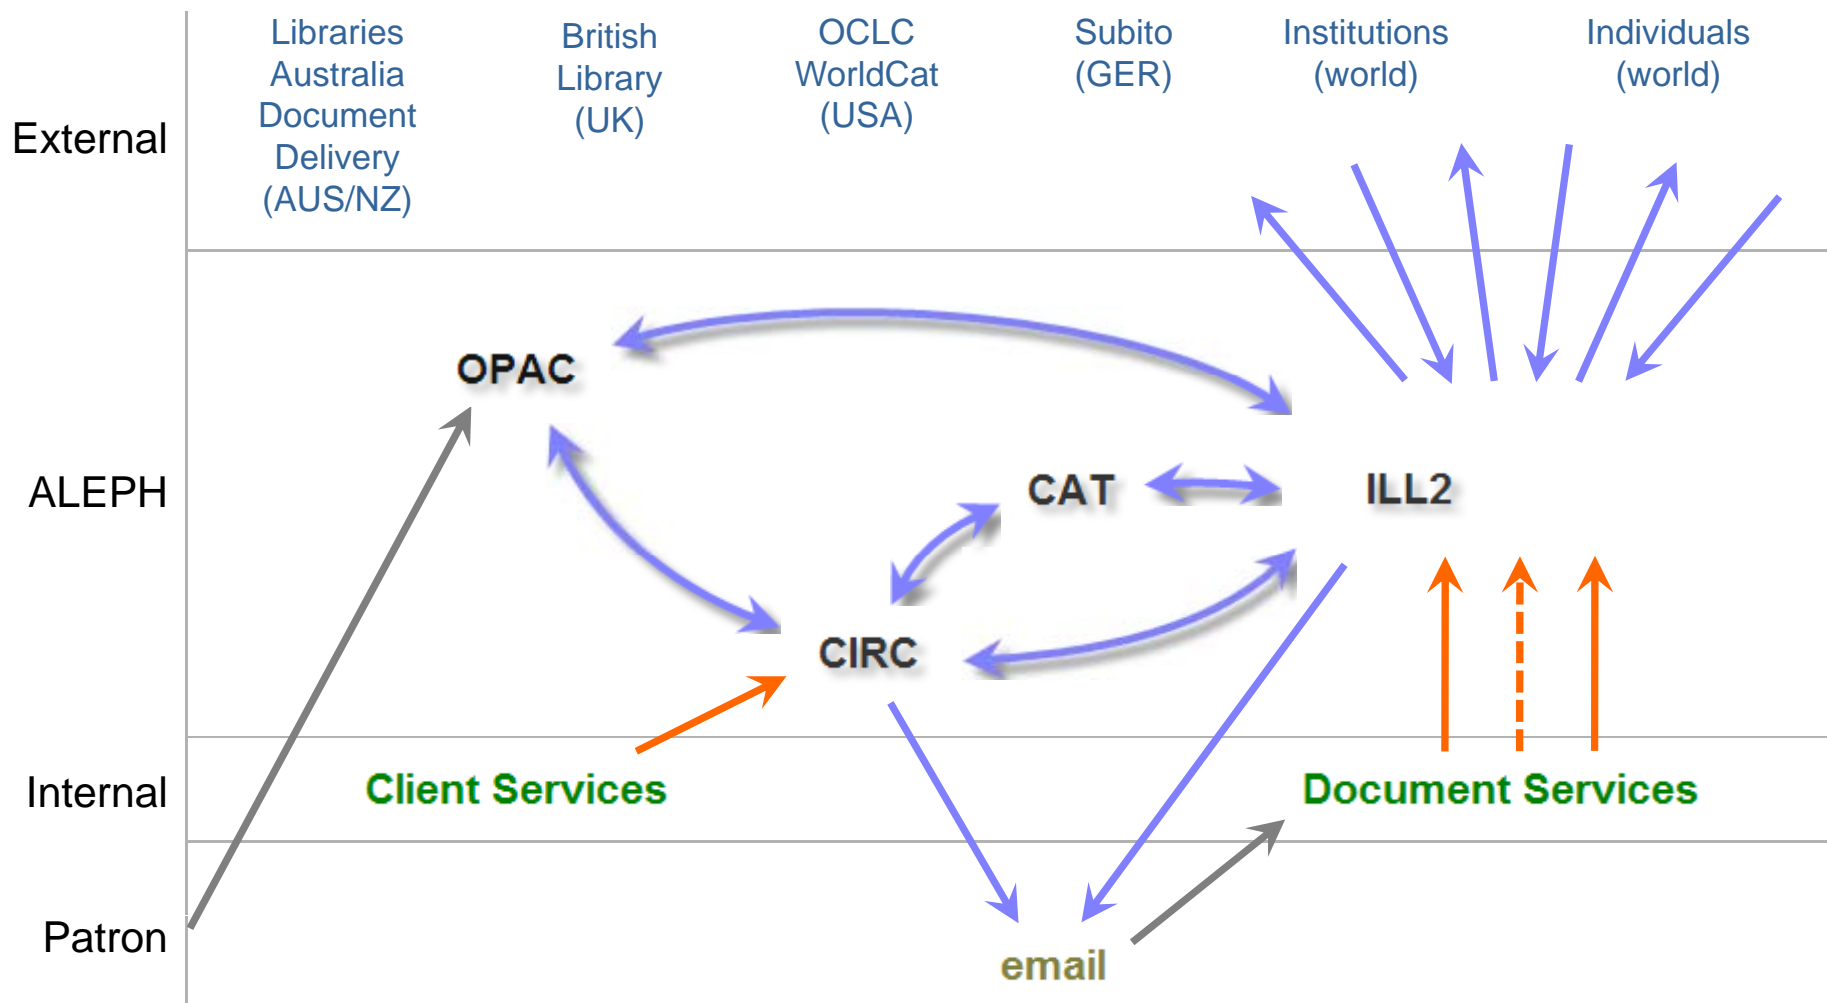 External
Libraries
Australia
Document
Delivery
(AUS/NZ)
British
Library
(UK)
OCLC
WorldCat
(USA)
Subito
(GER)
Institutions
(world)
Individuals
(world)
ALEPH
OPAC
CAT
ILL2
CIRC
Internal
Client Services
Document Services
Patron
email